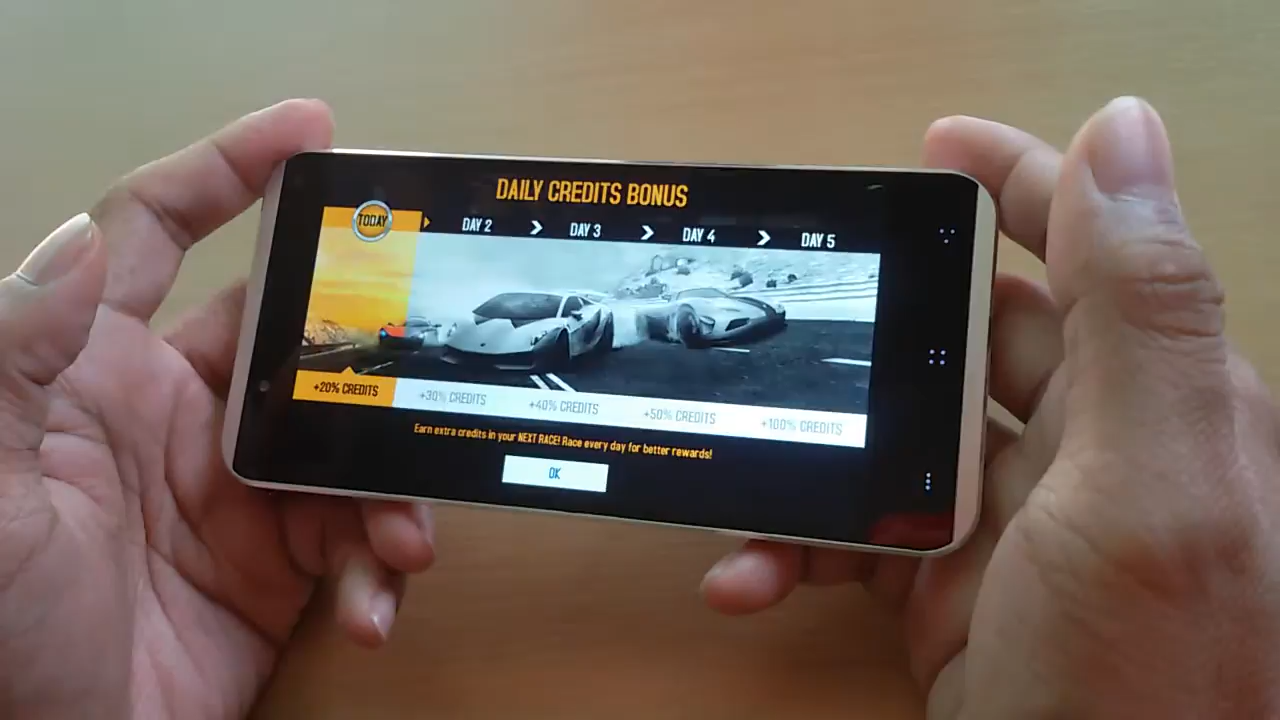 DAILY CREDITS BONUS
TODAY DAY 2 DAY 3 DAY 4 DAY 5
+20% CREDITS +30% CREDITS +40% CREDITS +50% CREDITS +100% CREDITS
Earn extra credits in your NEXT RACE! Race every day for better rewards!
OK